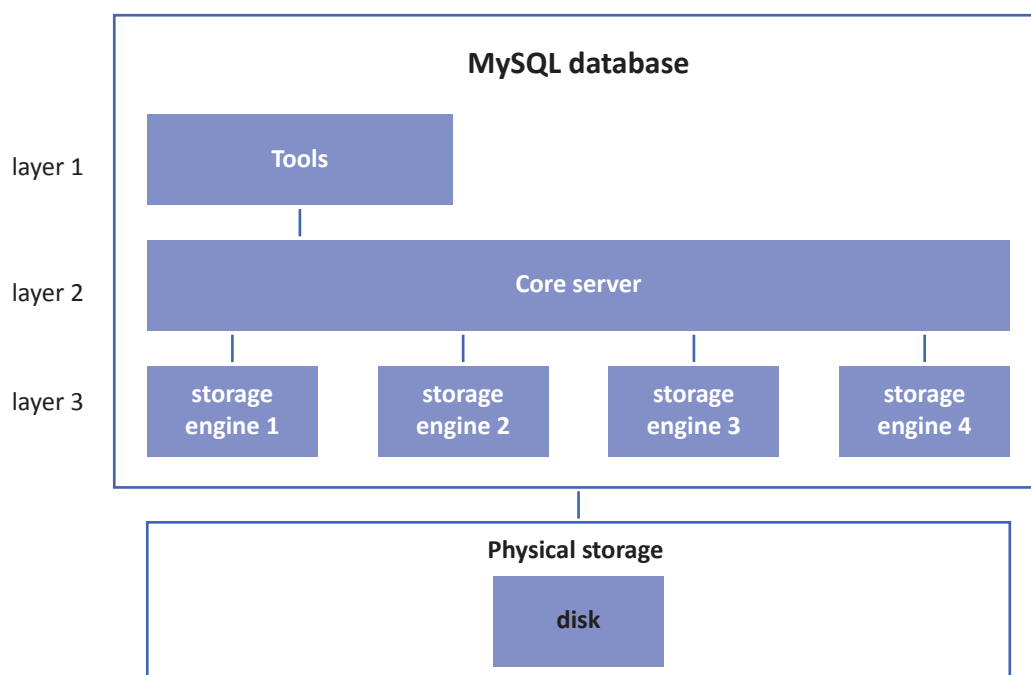 MySQL database
layer 1
Tools
layer 2
Core server
layer 3
storage
engine 1
storage
engine 2
storage
engine 3
storage
engine 4
Physical storage
disk